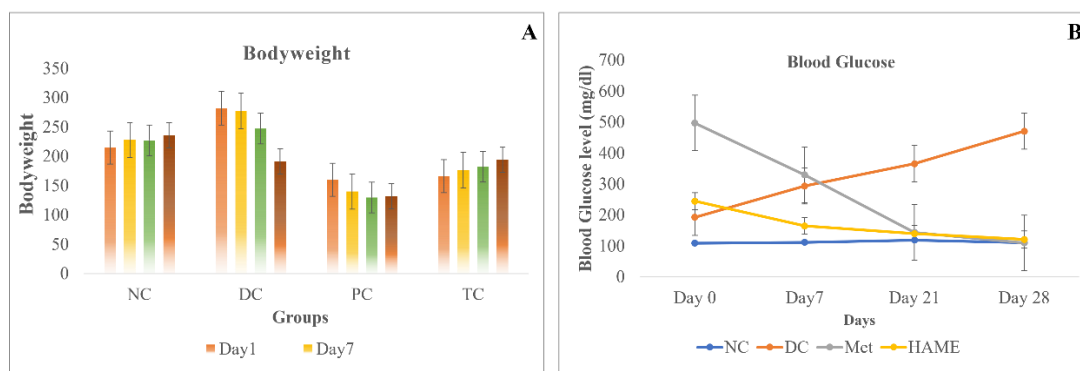 A
Bodyweight
350
300
250
200
150
100
50
0
Bodyweight
NC DC PC TC
Groups
Day1 Day7
B
Blood Glucose
700
600
500
400
300
200
100
0
Blood Glucose level (mg/dl)
Day 0 Day7 Day 21 Day 28
Days
NC DC Met HAME